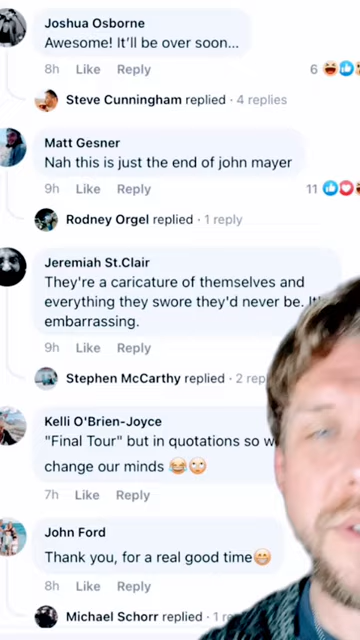 Joshua Osborne
Awesome! It'll be over soon...
8h Like Reply 6
Steve Cunningham replied · 4 replies
Matt Gesner
Nah this is just the end of john mayer
9h Like Reply 11
Rodney Orgel replied · 1 reply
Jeremiah St.Clair
They're a caricature of themselves and
everything they swore they'd never be.
embarrassing.
9h Like Reply
Stephen McCarthy replied · 2
Kelli O'Brien-Joyce
"Final Tour" but in quotations so
change our minds 😂🙄
7h Like Reply
John Ford
Thank you, for a real good time😀
8h Like Reply
Michael Schorr replied · 1